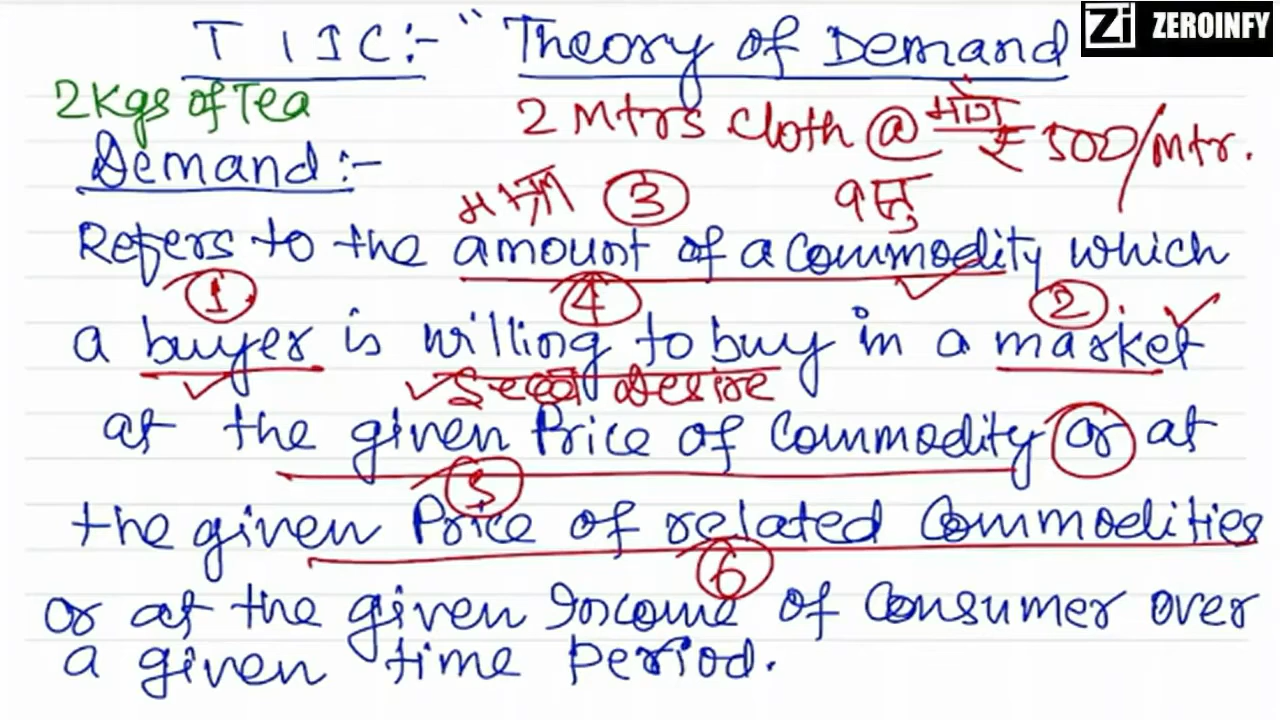 T I I C:- "Theory of Demand
ZEROINFY
2 Kgs of Tea
2 Mtrs Cloth @ ₹ 500/Mtr.
मांग
Demand:-
3
Refers to the amount of a commodity which
1 4 2
a buyer is willing to buy in a market
Desire
at the given Price of Commodity or at
5
the given Price of related Commodities
6
or at the given Income of Consumer over
a given time Period.